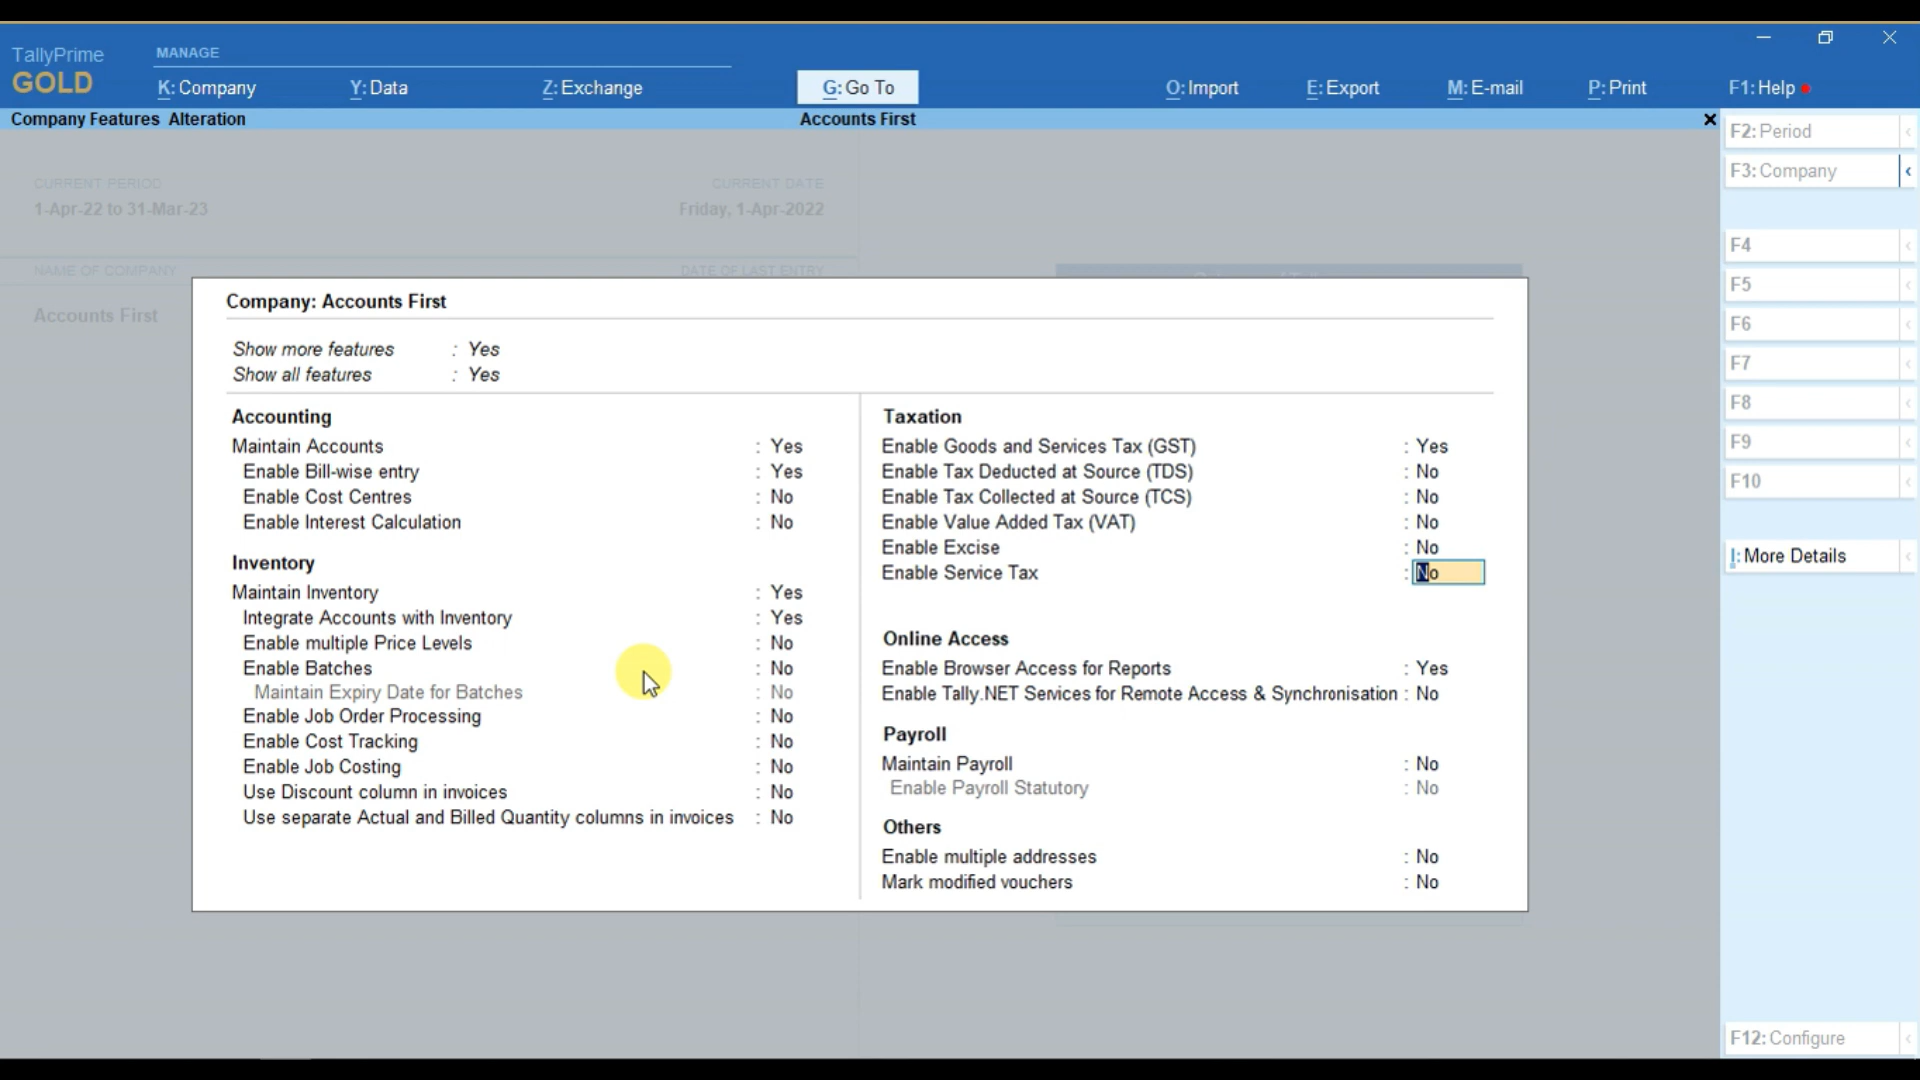 TallyPrime
GOLD
MANAGE
K: Company
Y: Data
Z: Exchange
G: Go To
O: Import
E: Export
M: E-mail
P: Print
F1: Help
Company Features Alteration
Accounts First
F2: Period
F3: Company
F4
F5
F6
F7
F8
F9
F10
I: More Details
F12: Configure
CURRENT PERIOD
1-Apr-22 to 31-Mar-23
CURRENT DATE
Friday, 1-Apr-2022
NAME OF COMPANY
DATE OF LAST ENTRY
Accounts First
Company: Accounts First
Show more features : Yes
Show all features : Yes
Accounting
Maintain Accounts : Yes
Enable Bill-wise entry : Yes
Enable Cost Centres : No
Enable Interest Calculation : No
Inventory
Maintain Inventory : Yes
Integrate Accounts with Inventory : Yes
Enable multiple Price Levels : No
Enable Batches : No
Maintain Expiry Date for Batches : No
Enable Job Order Processing : No
Enable Cost Tracking : No
Enable Job Costing : No
Use Discount column in invoices : No
Use separate Actual and Billed Quantity columns in invoices : No
Taxation
Enable Goods and Services Tax (GST) : Yes
Enable Tax Deducted at Source (TDS) : No
Enable Tax Collected at Source (TCS) : No
Enable Value Added Tax (VAT) : No
Enable Excise : No
Enable Service Tax : No
Online Access
Enable Browser Access for Reports : Yes
Enable Tally.NET Services for Remote Access & Synchronisation : No
Payroll
Maintain Payroll : No
Enable Payroll Statutory : No
Others
Enable multiple addresses : No
Mark modified vouchers : No